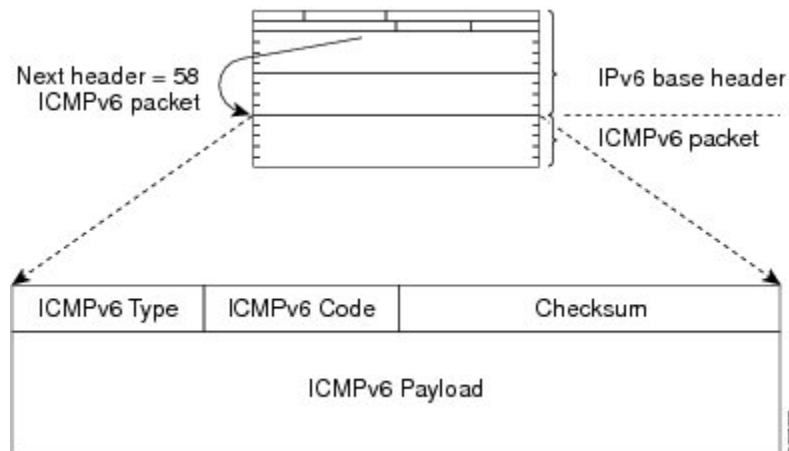 Next header = 58
ICMPv6 packet
IPv6 base header
ICMPv6 packet
ICMPv6 Type
ICMPv6 Code
Checksum
ICMPv6 Payload